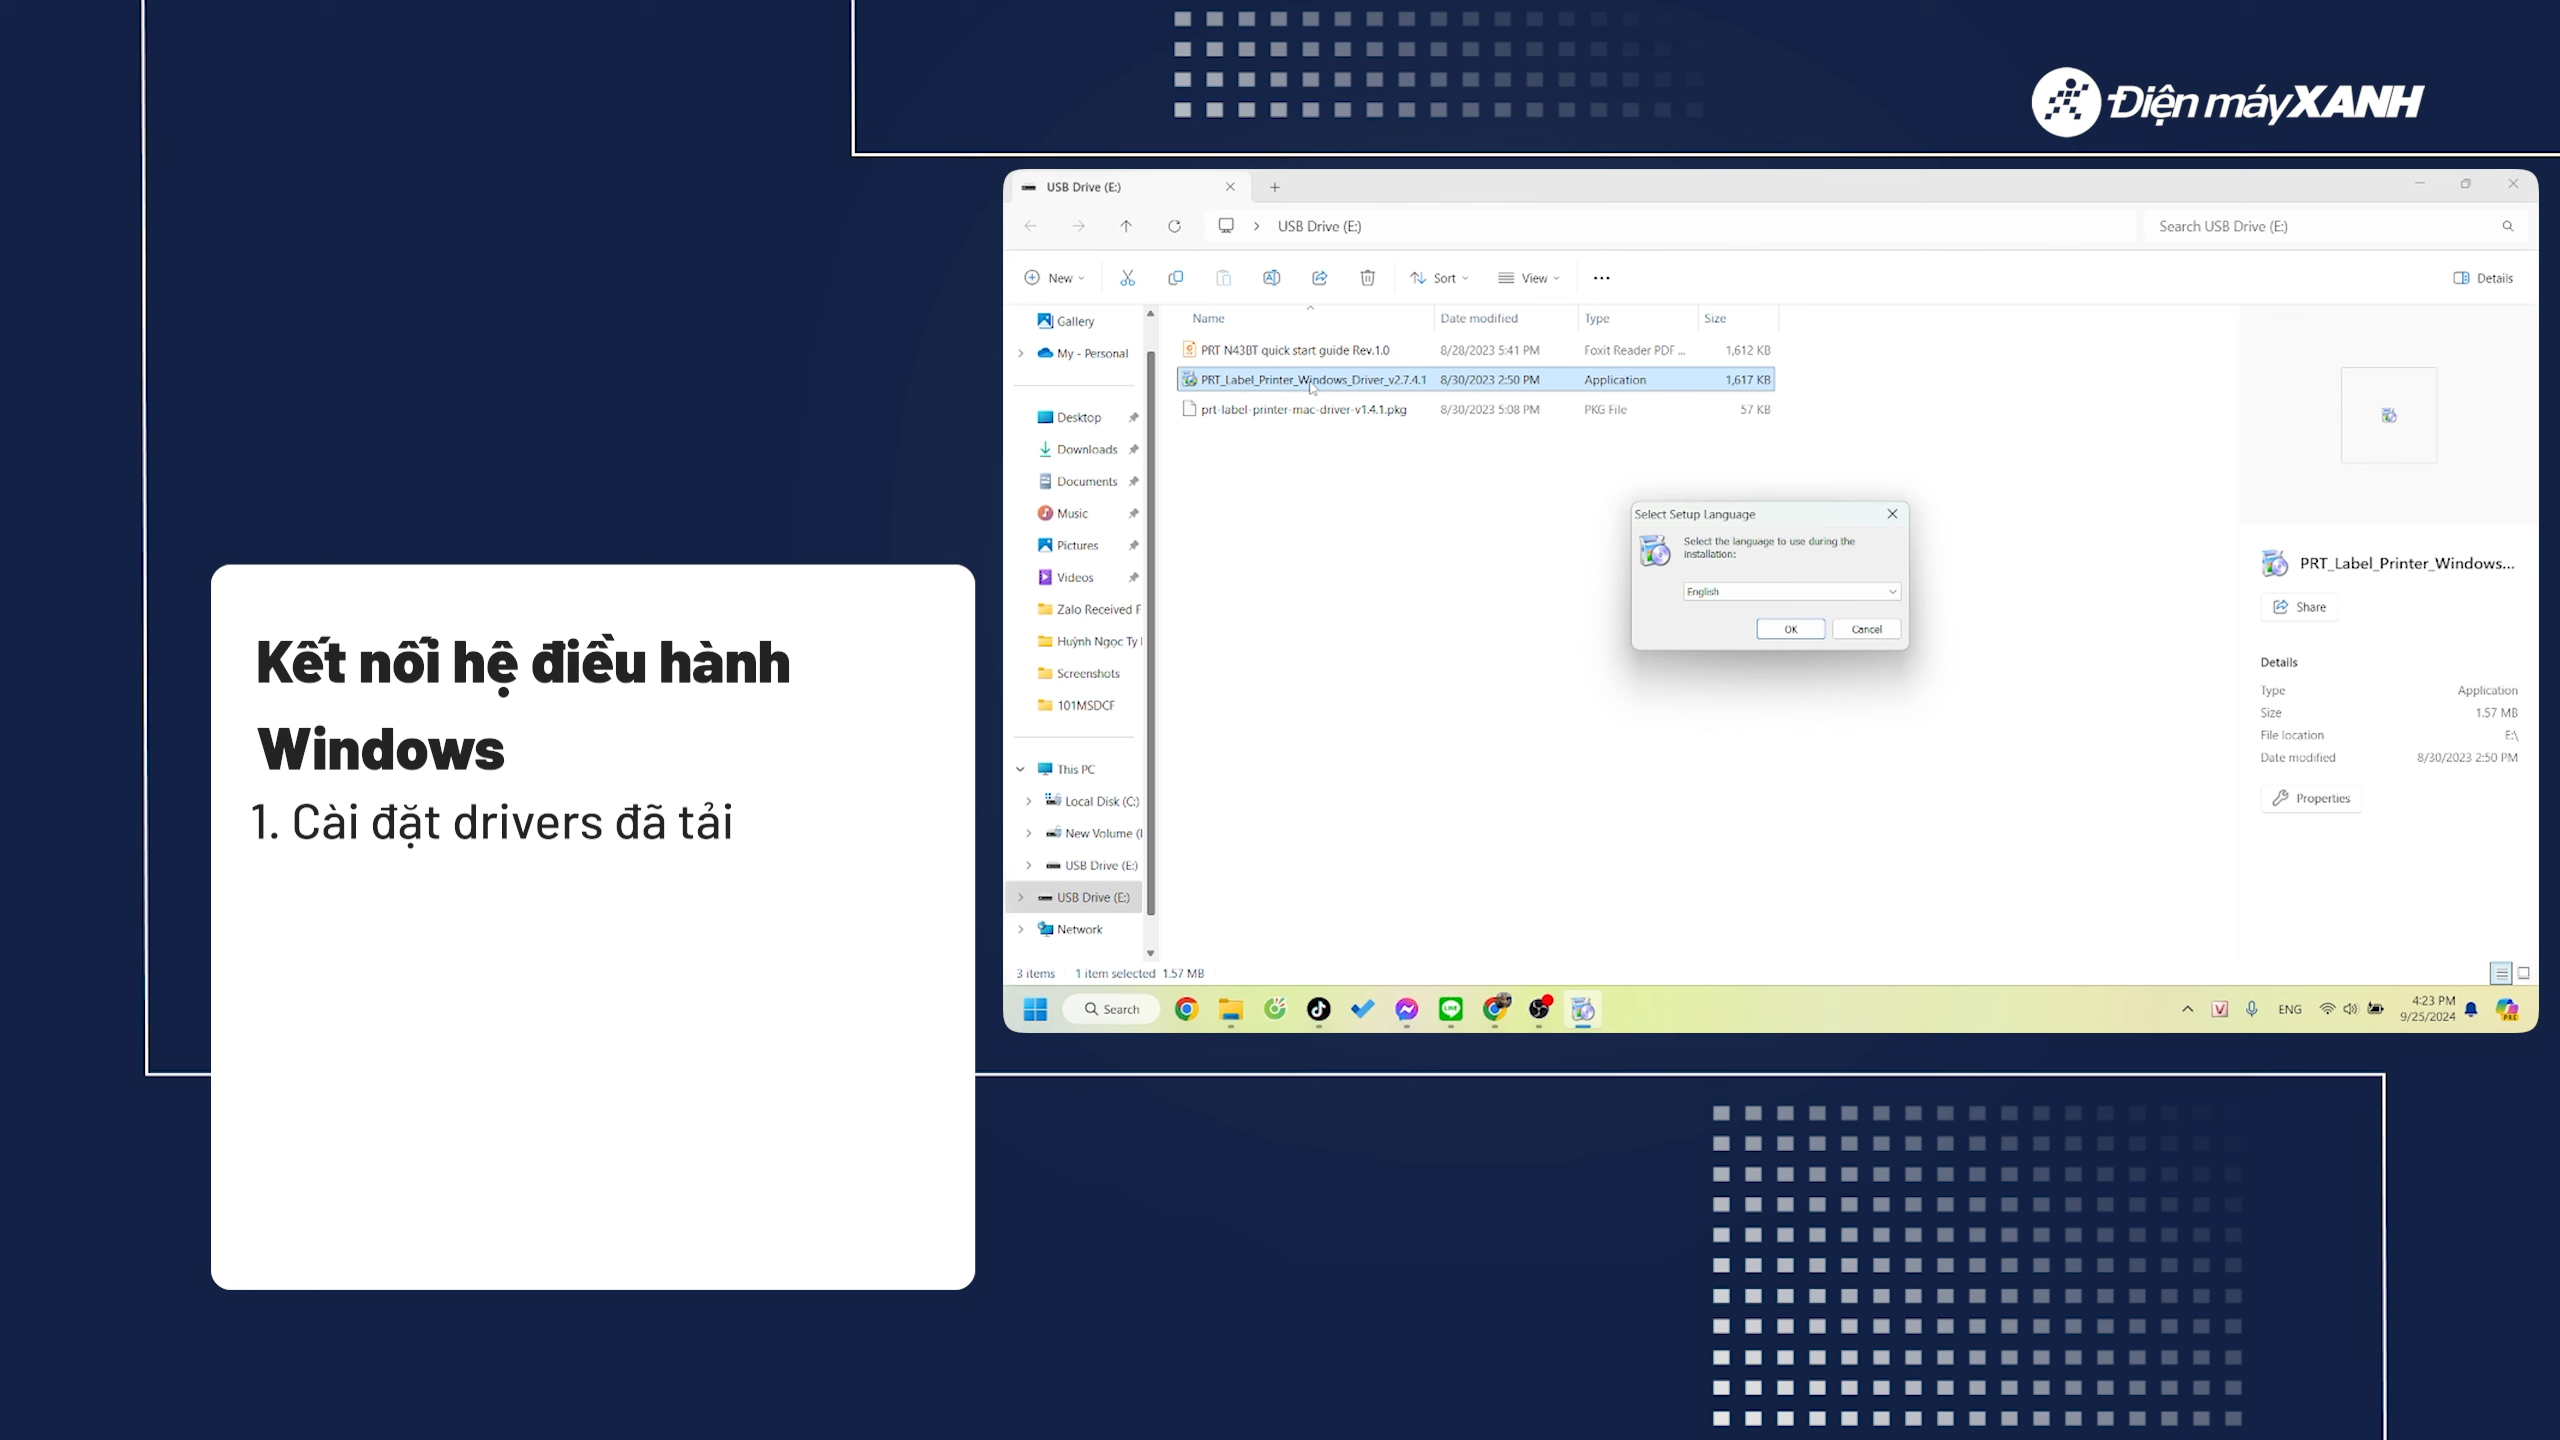 Điện máyXANH
USB Drive (E:)
USB Drive (E:)
Search USB Drive (E:)
New
Sort
View
Details
Gallery
My - Personal
Desktop
Downloads
Documents
Music
Pictures
Videos
Zalo Received F
Huỳnh Ngọc Ty
Screenshots
101MSDCF
This PC
Local Disk (C:)
New Volume (
USB Drive (E:)
USB Drive (E:)
Network
Name Date modified Type Size
PRT N43BT quick start guide Rev.1.0 8/28/2023 5:41 PM Foxit Reader PDF ... 1,612 KB
PRT_Label_Printer_Windows_Driver_v2.7.4.1 8/30/2023 2:50 PM Application 1,617 KB
prt-label-printer-mac-driver-v1.4.1.pkg 8/30/2023 5:08 PM PKG File 57 KB
Select Setup Language
Select the language to use during the
installation:
English
OK Cancel
PRT_Label_Printer_Windows...
Share
Details
Type Application
Size 1.57 MB
File location E:\
Date modified 8/30/2023 2:50 PM
Properties
3 items 1 item selected 1.57 MB
Search
ENG
4:23 PM
9/25/2024
Kết nối hệ điều hành
Windows
1. Cài đặt drivers đã tải